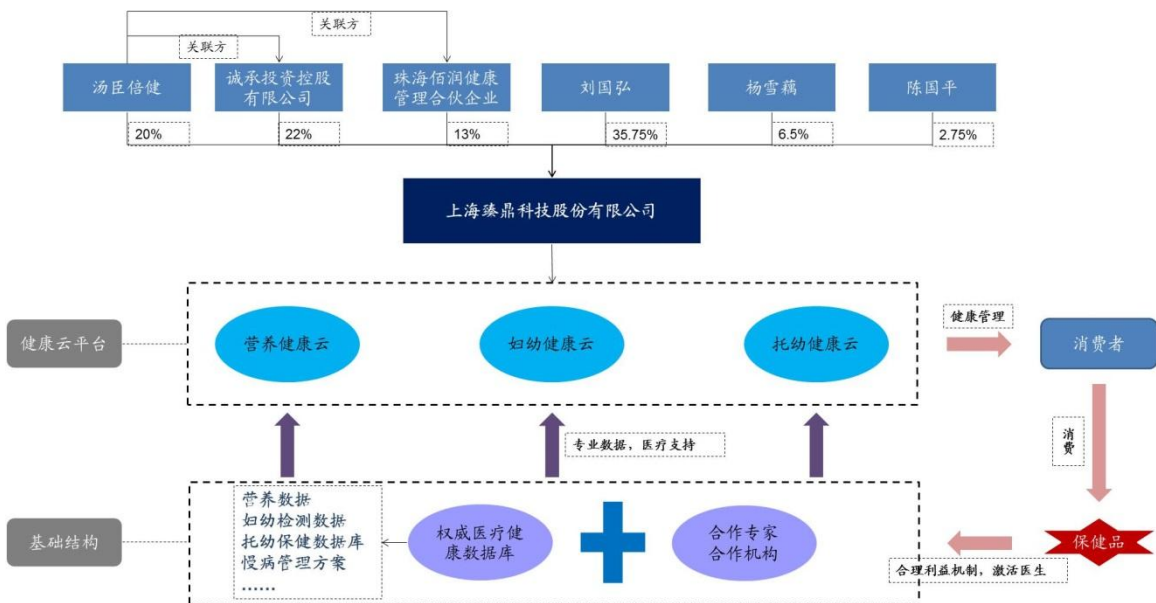 关联方
关联方
汤臣倍健
诚承投资控股
有限公司
珠海佰润健康
管理合伙企业
刘国弘
杨雪藕
陈国平
20%
22%
13%
35.75%
6.5%
2.75%
上海臻鼎科技股份有限公司
健康云平台
营养健康云
妇幼健康云
托幼健康云
健康管理
消费者
专业数据，医疗支持
消
费
基础结构
营养数据
妇幼检测数据
托幼保健数据库
慢病管理方案
......
权威医疗健
康数据库
合作专家
合作机构
保健品
合理利益机制，激活医生